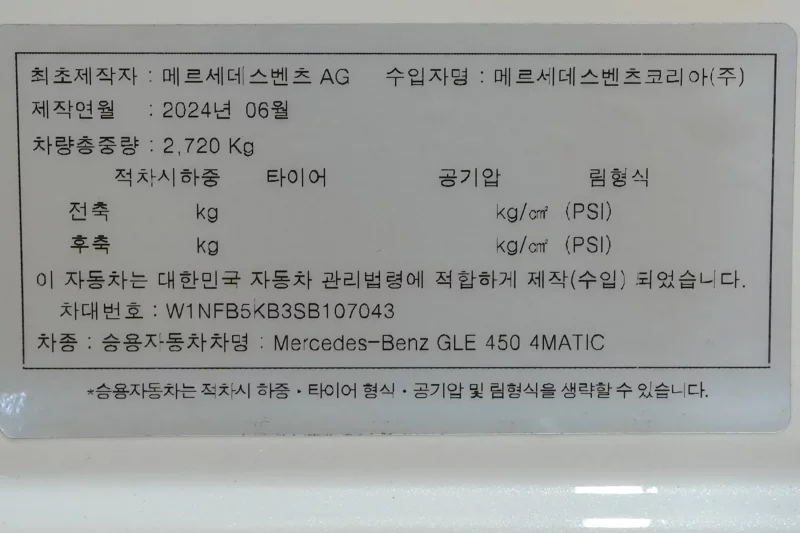 최초제작자 : 메르세데스벤츠 AG 수입자명 : 메르세데스벤츠코리아(주)
제작연월 : 2024년 06월
차량총중량 : 2,720 Kg
적차시하중 타이어 공기압 림형식
전축 kg kg/㎠ (PSI)
후축 kg kg/㎠ (PSI)
이 자동차는 대한민국 자동차 관리법령에 적합하게 제작(수입) 되었습니다.
차대번호 : W1NFB5KB3SB107043
차종 : 승용자동차차명 : Mercedes-Benz GLE 450 4MATIC
*승용자동차는 적차시 하중·타이어 형식·공기압 및 림형식을 생략할 수 있습니다.